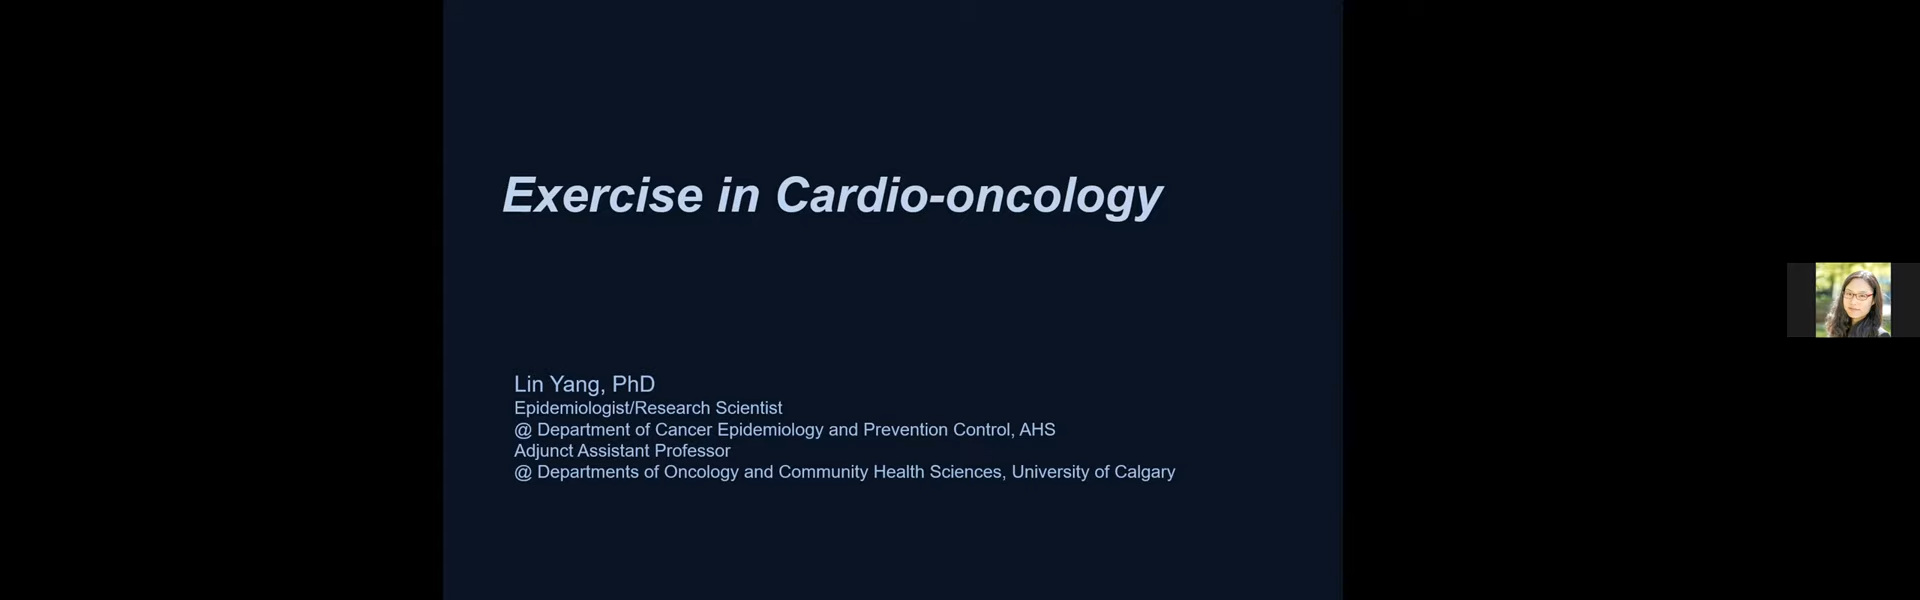 Exercise in Cardio-oncology
Lin Yang, PhD
Epidemiologist/Research Scientist
@ Department of Cancer Epidemiology and Prevention Control, AHS
Adjunct Assistant Professor
@ Departments of Oncology and Community Health Sciences, University of Calgary